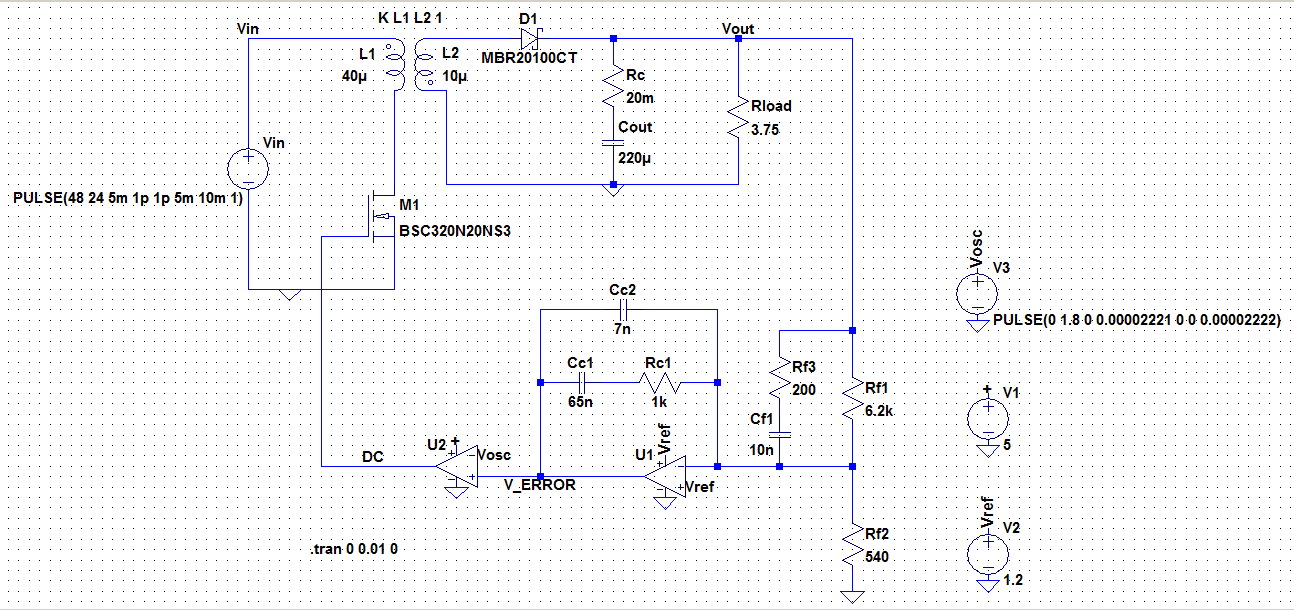 K L1 L2 1
D1
Vin
Vout
L1
L2
MBR20100CT
40µ
10µ
Rc
20m
Rload
3.75
Cout
220µ
Vin
PULSE(48 24 5m 1p 1p 5m 10m 1)
M1
BSC320N20NS3
Vosc
V3
PULSE(0 1.8 0 0.00002221 0 0 0.00002222)
Cc2
7n
Cc1
65n
Rc1
1k
Rf3
200
Rf1
6.2k
V1
+
5
Cf1
10n
U2
+
Vosc
DC
V_ERROR
U1
Vref
Vref
Vref
V2
1.2
Rf2
540
.tran 0 0.01 0